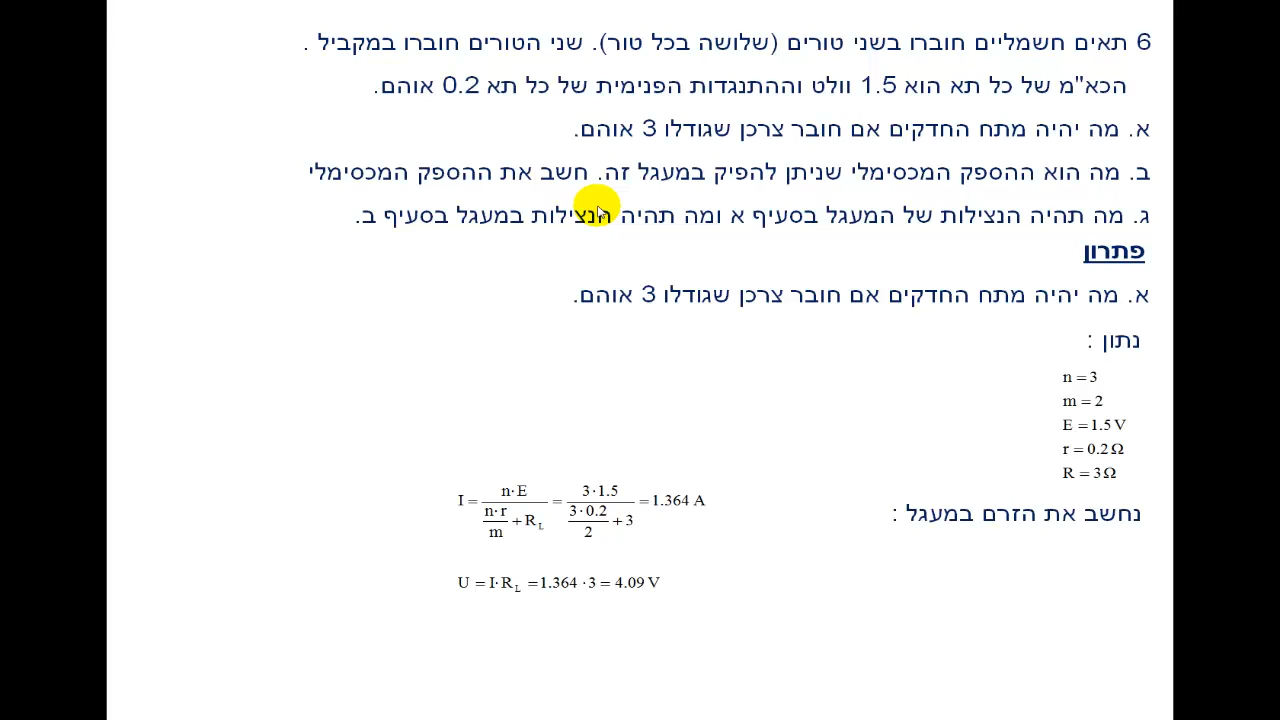 6 תאים חשמליים חוברו בשני טורים (שלושה בכל טור). שני הטורים חוברו במקביל .
הכא"מ של כל תא הוא 1.5 וולט וההתנגדות הפנימית של כל תא 0.2 אוהם.
א. מה יהיה מתח החדקים אם חובר צרכן שגודלו 3 אוהם.
ב. מה הוא ההספק המכסימלי שניתן להפיק במעגל זה. חשב את ההספק המכסימלי
ג. מה תהיה הנצילות של המעגל בסעיף א ומה תהיה הנצילות במעגל בסעיף ב.
פתרון
א. מה יהיה מתח החדקים אם חובר צרכן שגודלו 3 אוהם.
נתון :
n = 3
m = 2
E = 1.5 V
r = 0.2 Ω
R = 3 Ω
נחשב את הזרם במעגל :
I = (n·E)/((n·r)/m + R_L) = (3·1.5)/((3·0.2)/2 + 3) = 1.364 A
U = I·R_L = 1.364 ·3 = 4.09 V